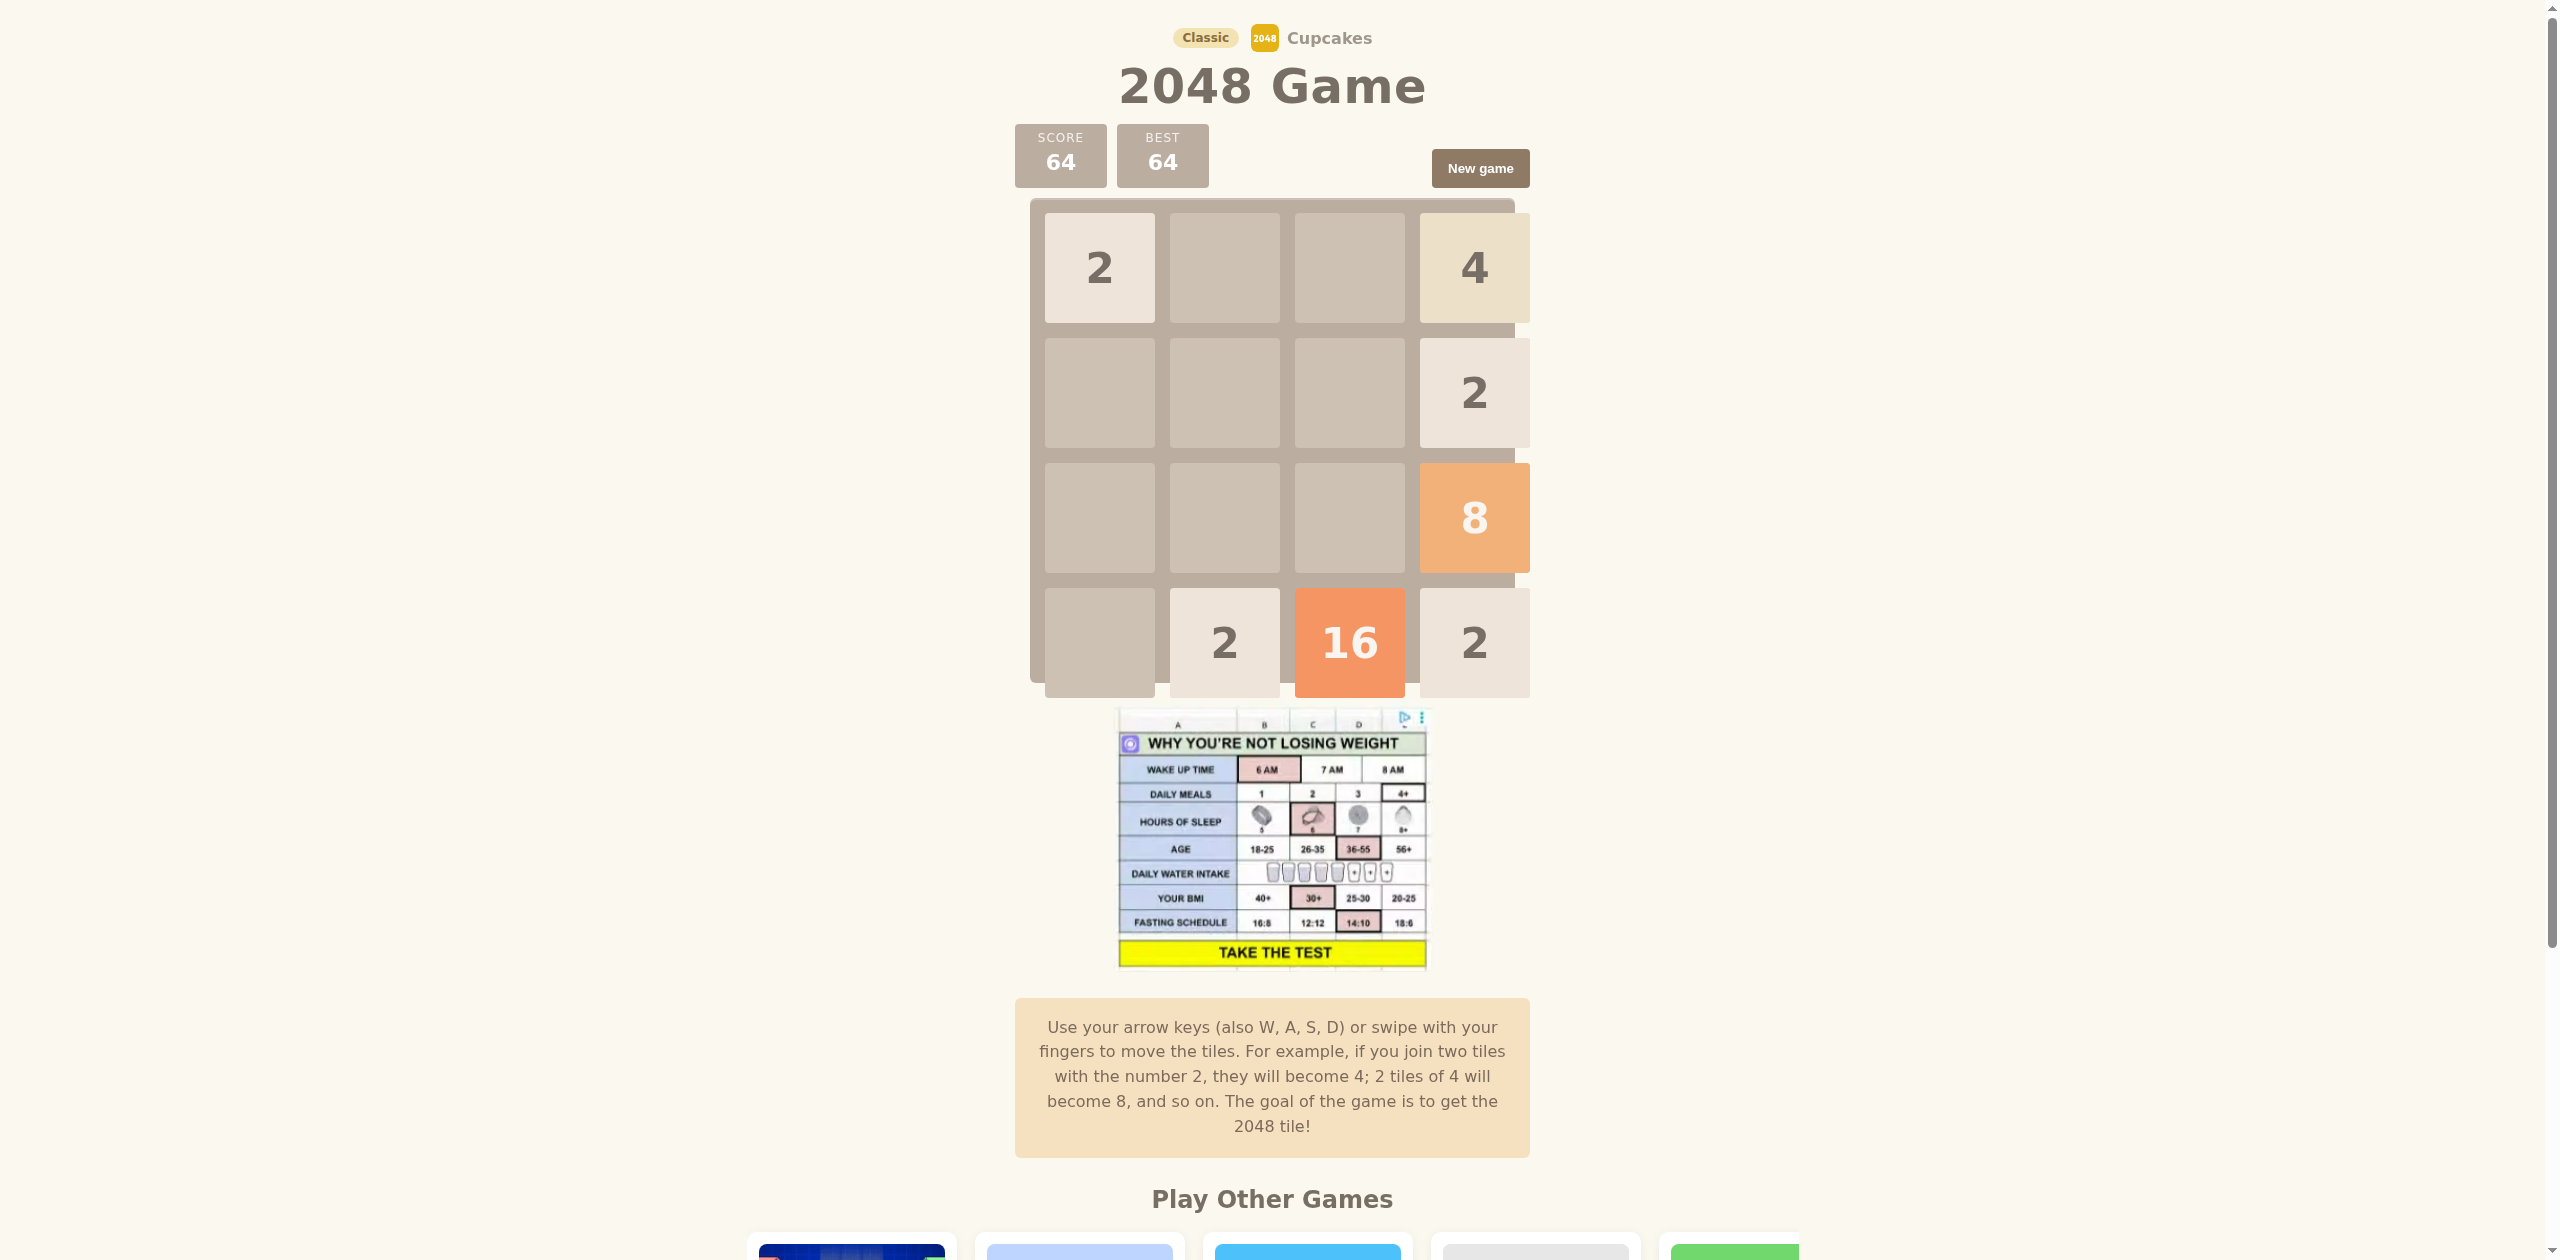 Classic 2048 Cupcakes
2048 Game
SCORE BEST
64 64
New game
2 4
2
8
2 16 2
A B C D
WHY YOU'RE NOT LOSING WEIGHT
WAKE UP TIME 6 AM 7 AM 8 AM
DAILY MEALS 1 2 3 4+
HOURS OF SLEEP 5 6 7 8+
AGE 18-25 26-35 36-55 56+
DAILY WATER INTAKE + + +
YOUR BMI 40+ 30+ 25-30 20-25
FASTING SCHEDULE 16:8 12:12 14:10 18:6
TAKE THE TEST
Use your arrow keys (also W, A, S, D) or swipe with your
fingers to move the tiles. For example, if you join two tiles
with the number 2, they will become 4; 2 tiles of 4 will
become 8, and so on. The goal of the game is to get the
2048 tile!
Play Other Games